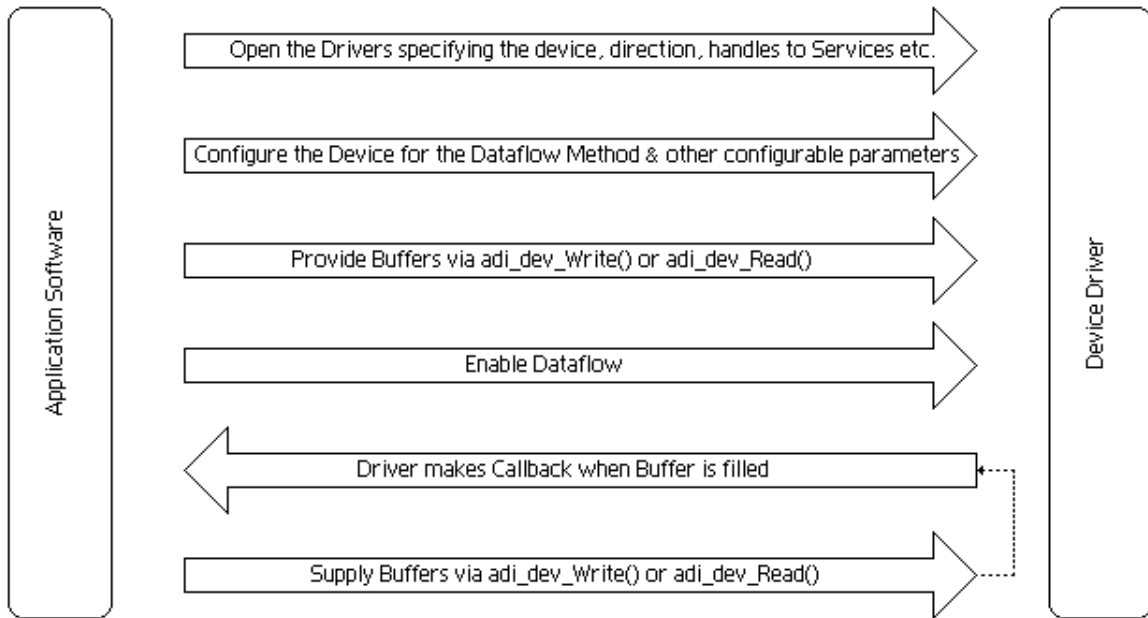 Application Software
Open the Drivers specifying the device, direction, handles to Services etc.
Configure the Device for the Dataflow Method & other configurable parameters
Provide Buffers via adi_dev_Write() or adi_dev_Read()
Enable Dataflow
Driver makes Callback when Buffer is filled
Supply Buffers via adi_dev_Write() or adi_dev_Read()
Device Driver